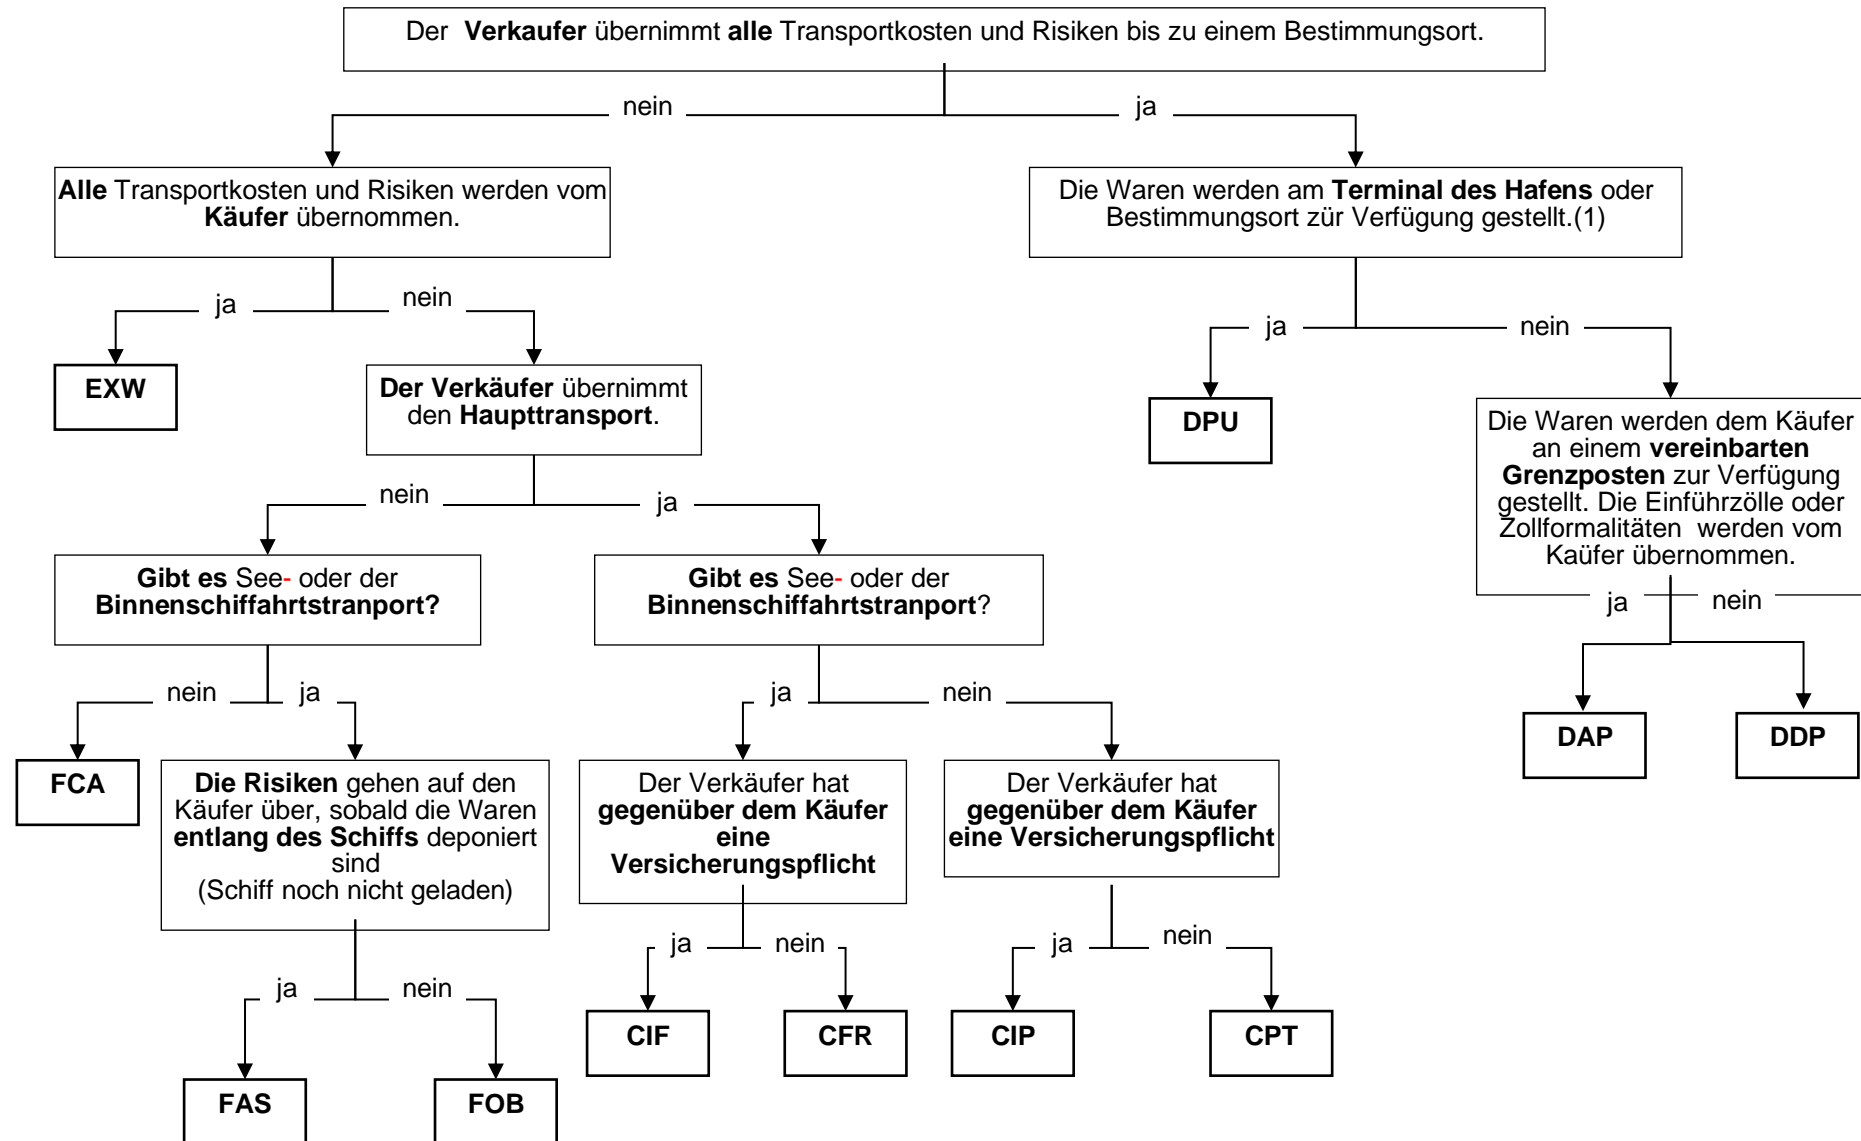 Der Verkaufer übernimmt alle Transportkosten und Risiken bis zu einem Bestimmungsort.
nein
ja
Alle Transportkosten und Risiken werden vom
Käufer übernommen.
Die Waren werden am Terminal des Hafens oder
Bestimmungsort zür Verfügung gestellt.(1)
ja
nein
ja
nein
EXW
Der Verkäufer übernimmt
den Haupttransport.
DPU
Die Waren werden dem Käufer
an einem vereinbarten
Grenzposten zur Verfügung
gestellt. Die Einführzölle oder
Zollformalitäten werden vom
Kaüfer übernommen.
nein
ja
Gibt es See- oder der
Binnenschiffahrtstranport?
Gibt es See- oder der
Binnenschiffahrtstranport?
ja
nein
nein
ja
ja
nein
DAP
DDP
FCA
Die Risiken gehen auf den
Käufer über, sobald die Waren
entlang des Schiffs deponiert
sind
(Schiff noch nicht geladen)
Der Verkäufer hat
gegenüber dem Käufer
eine
Versicherungspflicht
Der Verkäufer hat
gegenüber dem Käufer
eine Versicherungspflicht
ja
nein
ja
nein
ja
nein
CIF
CFR
CIP
CPT
FAS
FOB